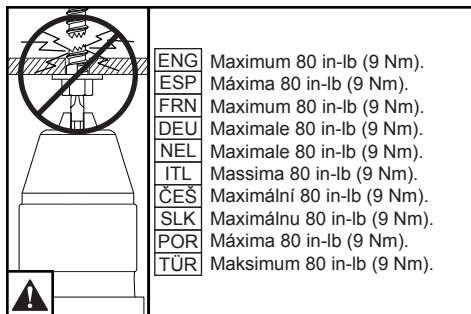 ENG Maximum 80 in-lb (9 Nm).
ESP Máxima 80 in-lb (9 Nm).
FRN Maximum 80 in-lb (9 Nm).
DEU Maximale 80 in-lb (9 Nm).
NEL Maximale 80 in-lb (9 Nm).
ITL Massima 80 in-lb (9 Nm).
ČEŠ Maximální 80 in-lb (9 Nm).
SLK Maximálnu 80 in-lb (9 Nm).
POR Máxima 80 in-lb (9 Nm).
TÜR Maksimum 80 in-lb (9 Nm).